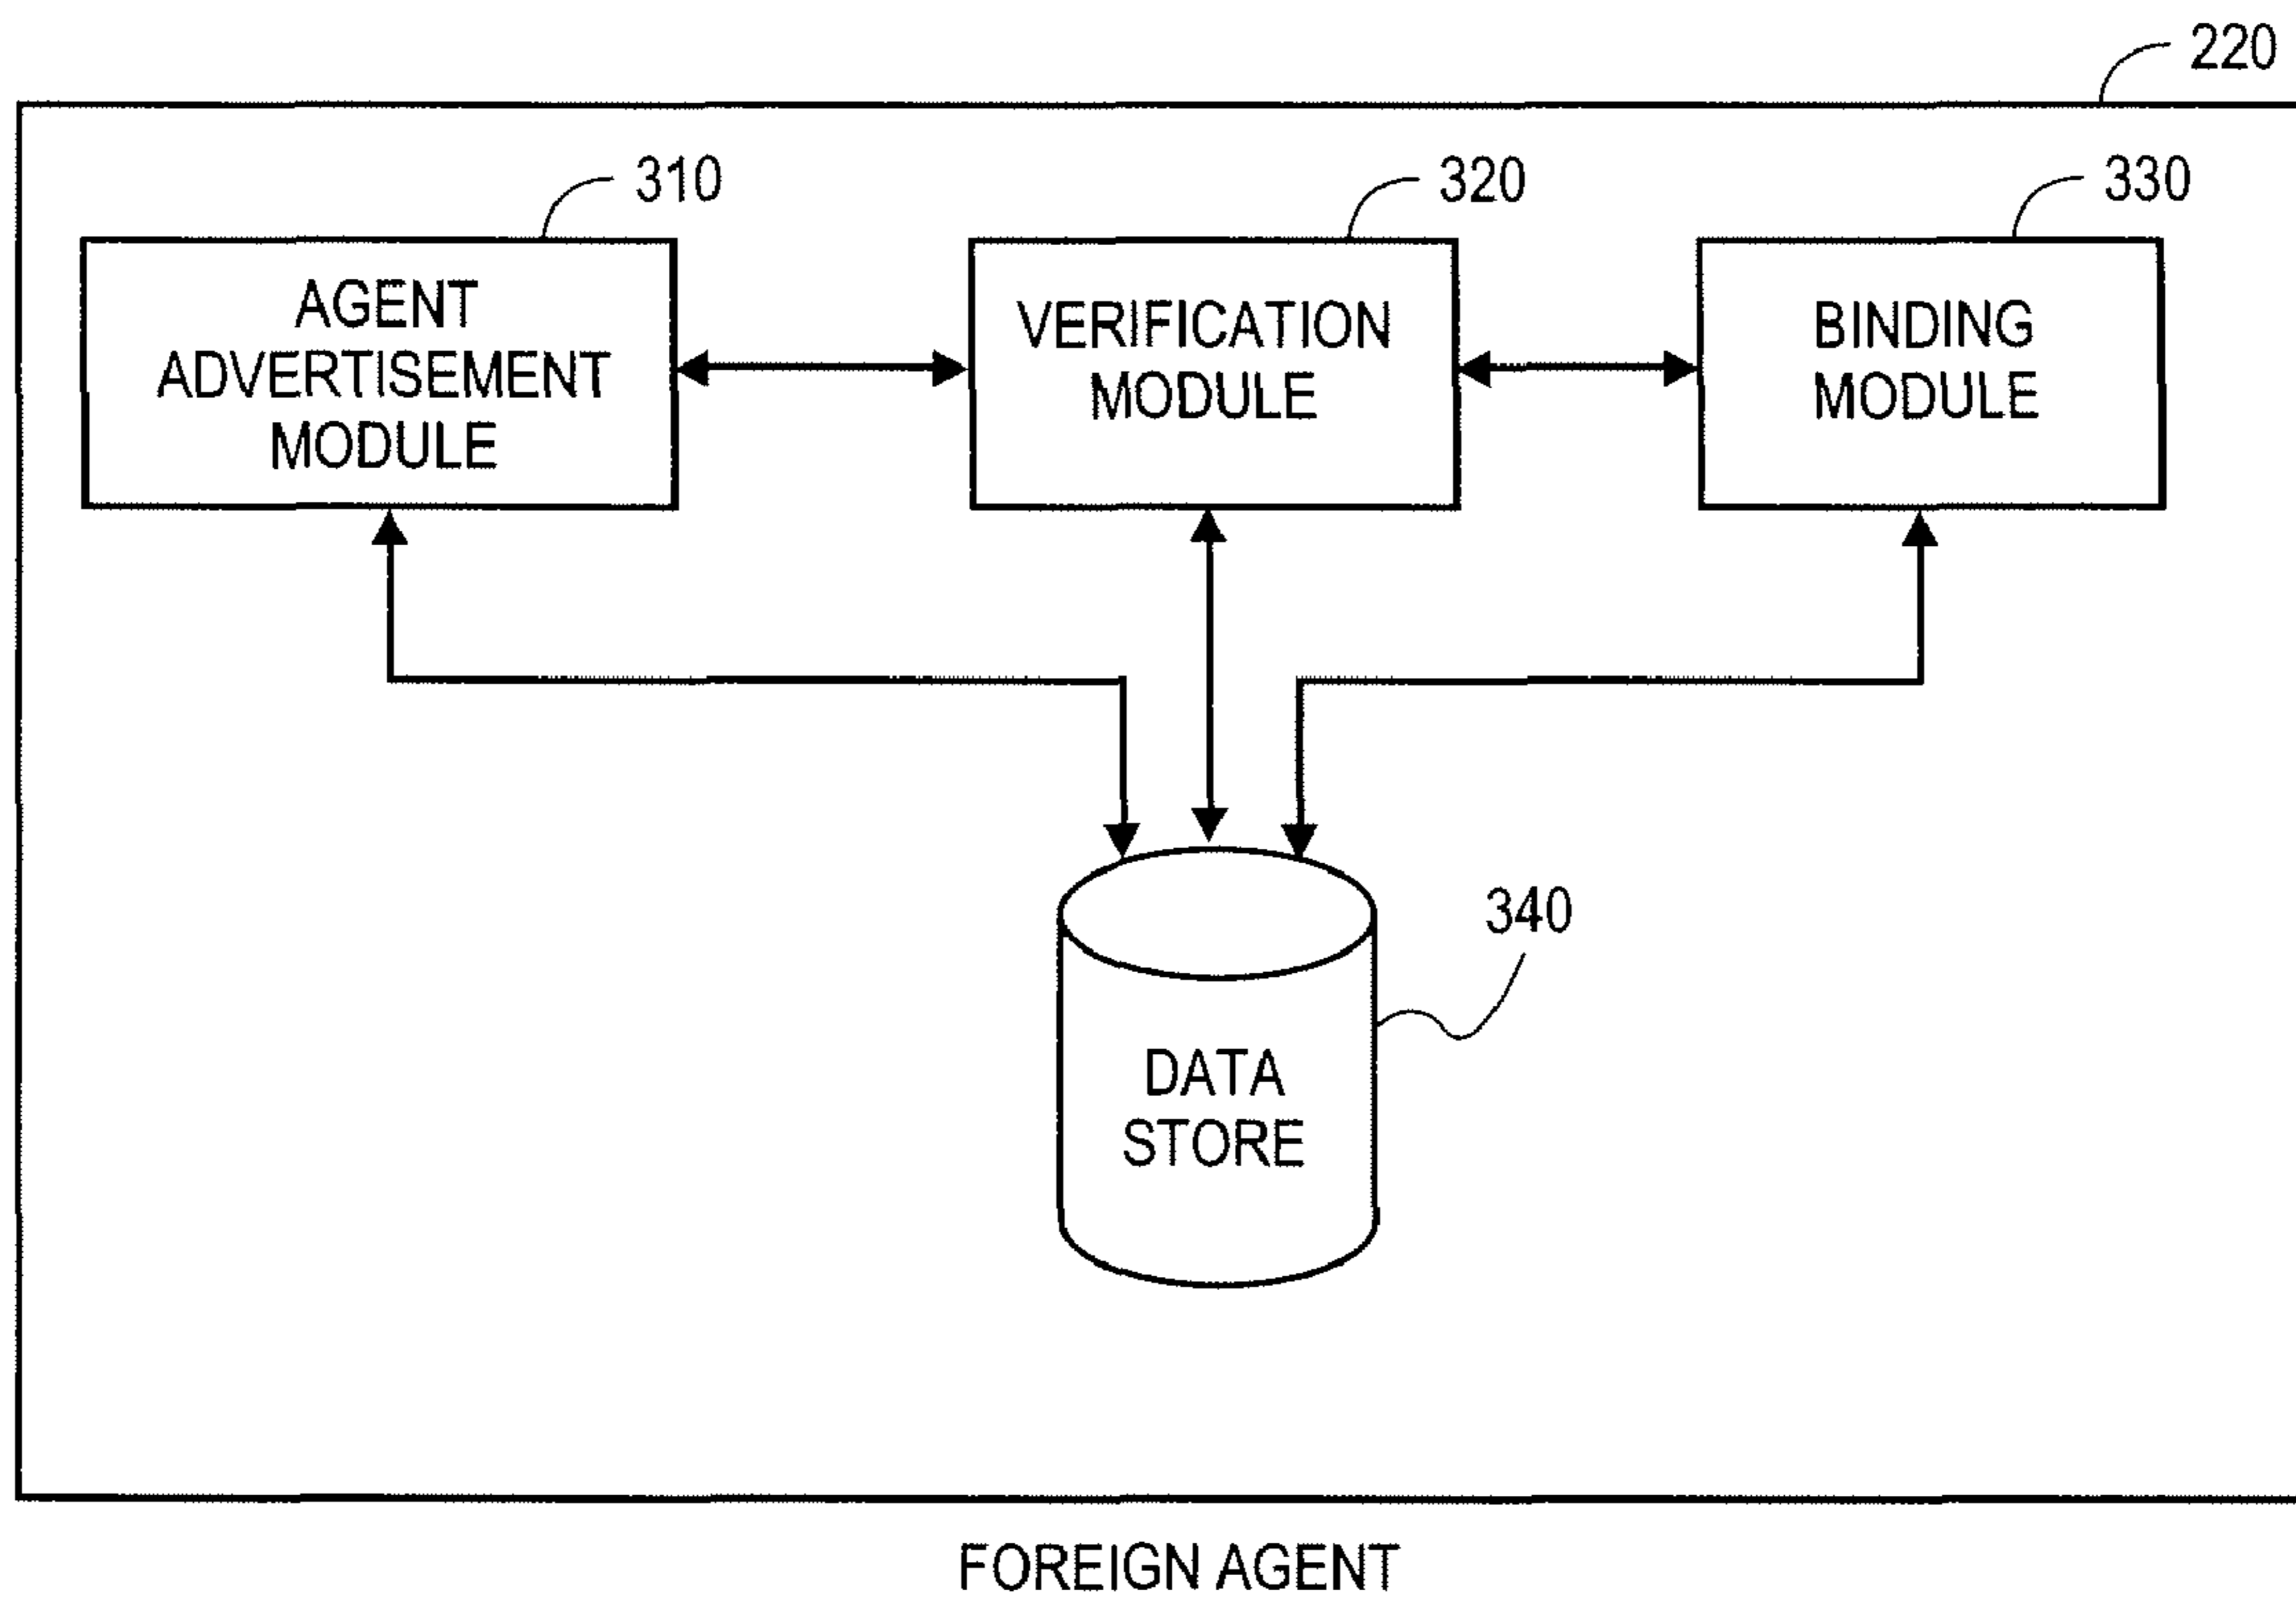 220
310
320
330
AGENT
ADVERTISEMENT
MODULE
VERIFICATION
MODULE
BINDING
MODULE
340
DATA
STORE
FOREIGN AGENT